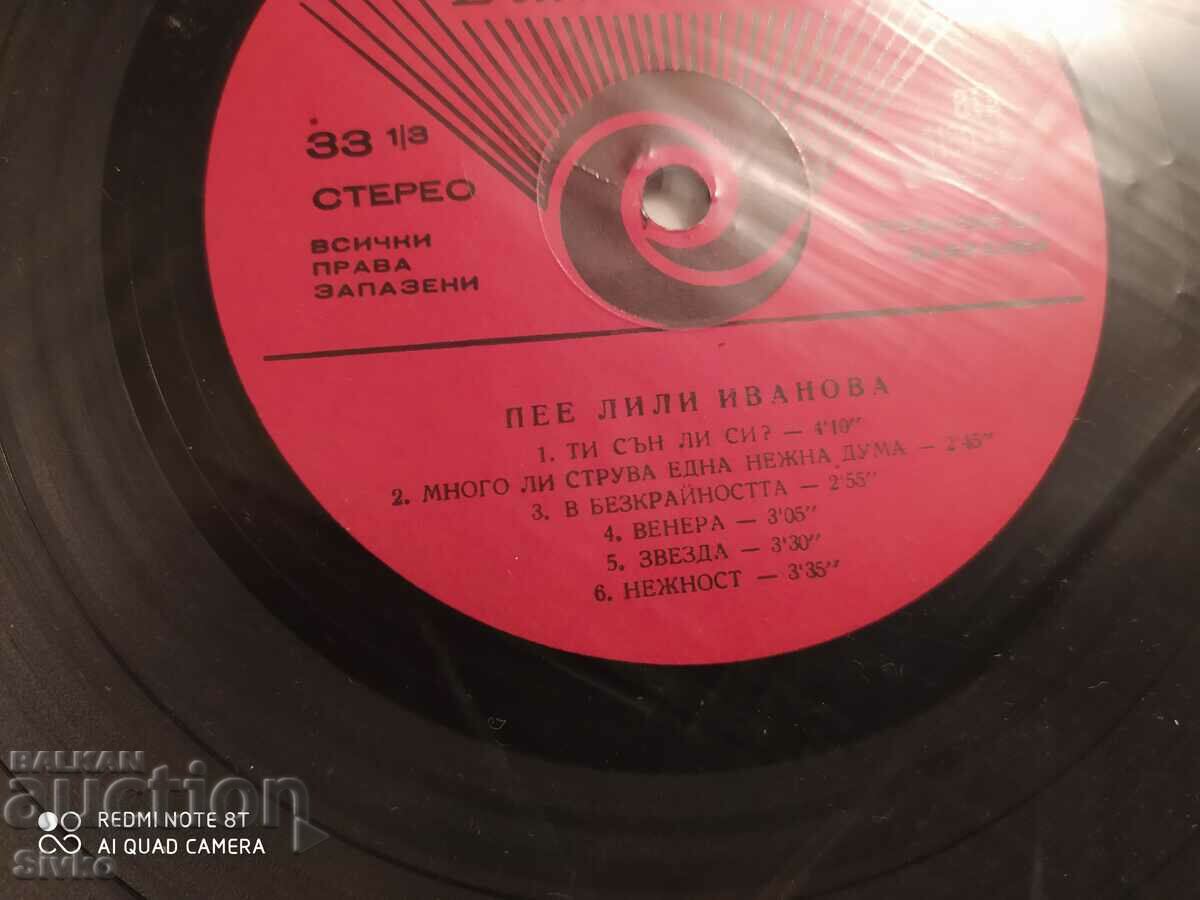 33 1/3
СТЕРЕО
ВСИЧКИ
ПРАВА
ЗАПАЗЕНИ
ПЕЕ ЛИЛИ ИВАНОВА
1. ТИ СЪН ЛИ СИ? — 4'10"
2. МНОГО ЛИ СТРУВА ЕДНА НЕЖНА ДУМА — 2'45"
3. В БЕЗКРАЙНОСТТА — 2'55"
4. ВЕНЕРА — 3'05"
5. ЗВЕЗДА — 3'30"
6. НЕЖНОСТ — 3'35"
BALKAN
auction
REDMI NOTE 8T
AI QUAD CAMERA
Sivko